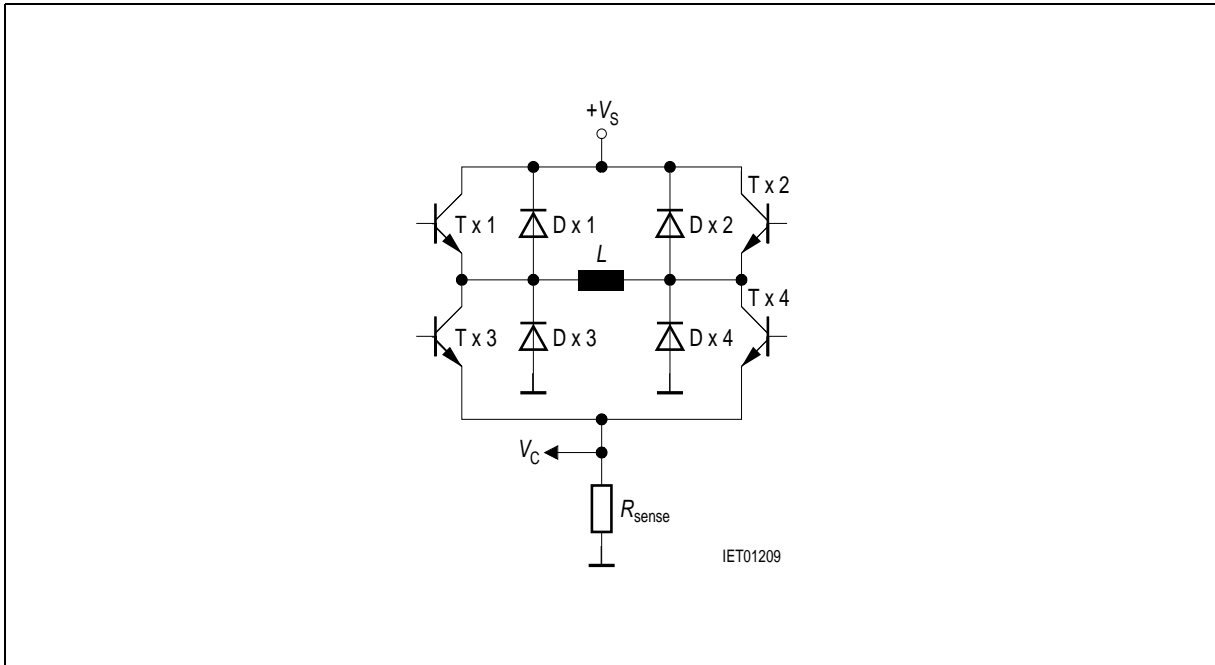 +VS
T x 2
T x 1
D x 1
D x 2
L
T x 4
T x 3
D x 3
D x 4
VC
Rsense
IET01209